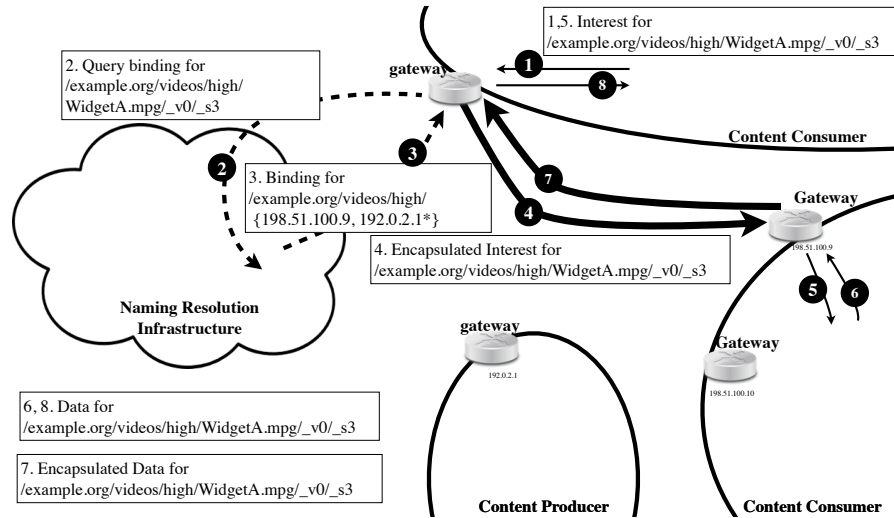 1,5. Interest for
/example.org/videos/high/WidgetA.mpg/_v0/_s3
2. Query binding for
/example.org/videos/high/
WidgetA.mpg/_v0/_s3
gateway
1
8
Content Consumer
2
3
3. Binding for
/example.org/videos/high/
{198.51.100.9, 192.0.2.1*}
7
4
Gateway
198.51.100.9
4. Encapsulated Interest for
/example.org/videos/high/WidgetA.mpg/_v0/_s3
5
6
Naming Resolution
Infrastructure
gateway
192.0.2.1
Gateway
198.51.100.10
6, 8. Data for
/example.org/videos/high/WidgetA.mpg/_v0/_s3
7. Encapsulated Data for
/example.org/videos/high/WidgetA.mpg/_v0/_s3
Content Producer
Content Consumer